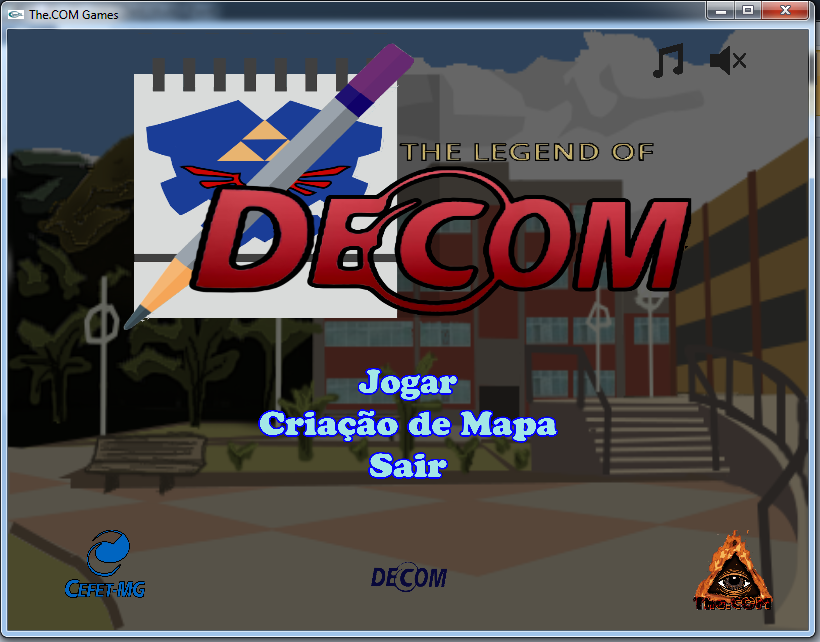 The.COM Games
THE LEGEND OF
DECOM
Jogar
Criação de Mapa
Sair
CEFET-MG
DECOM
The.COM